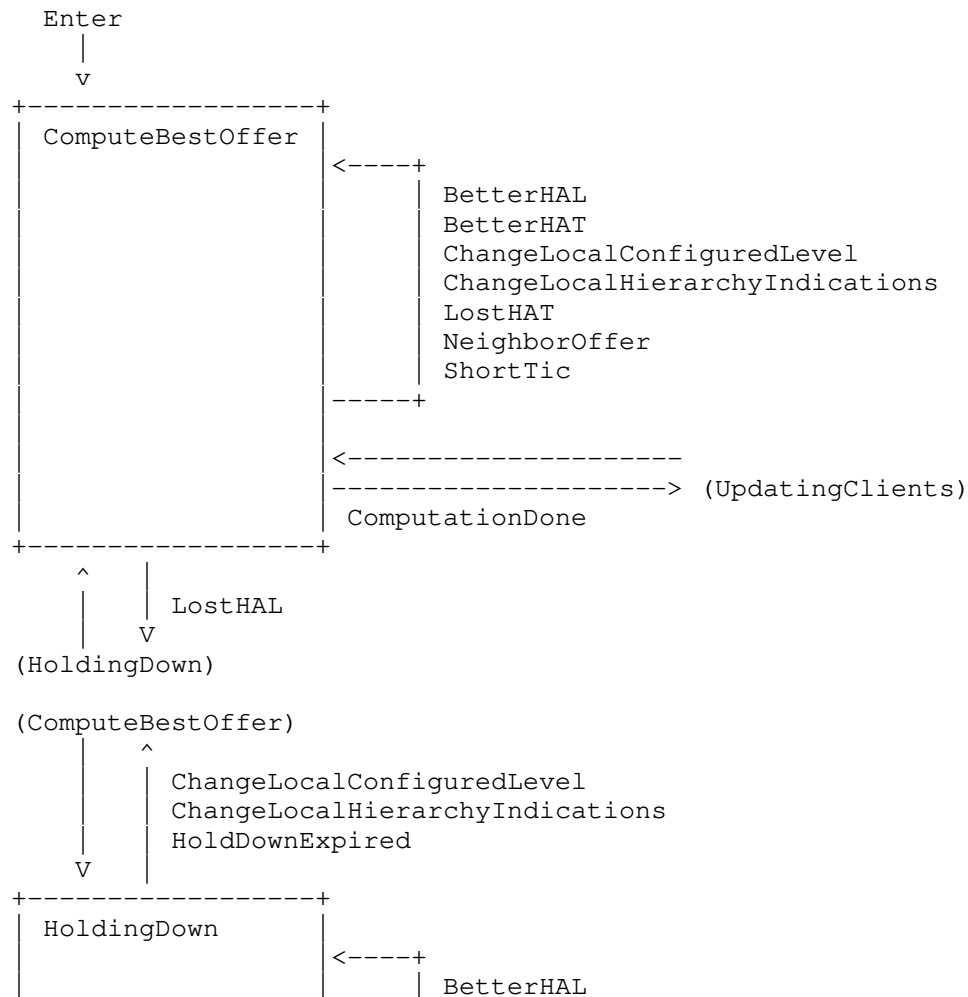 Enter
ComputeBestOffer
BetterHAL
BetterHAT
ChangeLocalConfiguredLevel
ChangeLocalHierarchyIndications
LostHAT
NeighborOffer
ShortTic
(UpdatingClients)
ComputationDone
LostHAL
(HoldingDown)
(ComputeBestOffer)
ChangeLocalConfiguredLevel
ChangeLocalHierarchyIndications
HoldDownExpired
HoldingDown
BetterHAL